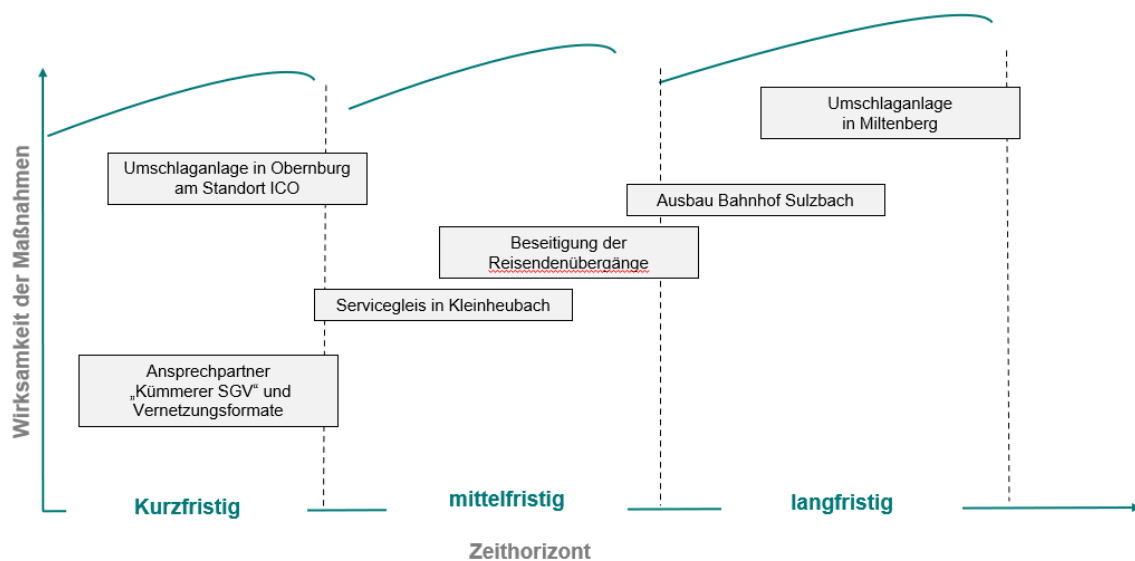 Wirksamkeit der Maßnahmen
Umschlaganlage
in Miltenberg
Umschlaganlage in Obernburg
am Standort ICO
Ausbau Bahnhof Sulzbach
Beseitigung der
Reisendenübergänge
Servicegleis in Kleinheubach
Ansprechpartner
„Kümmerer SGV“ und
Vernetzungsformate
Kurzfristig
mittelfristig
langfristig
Zeithorizont